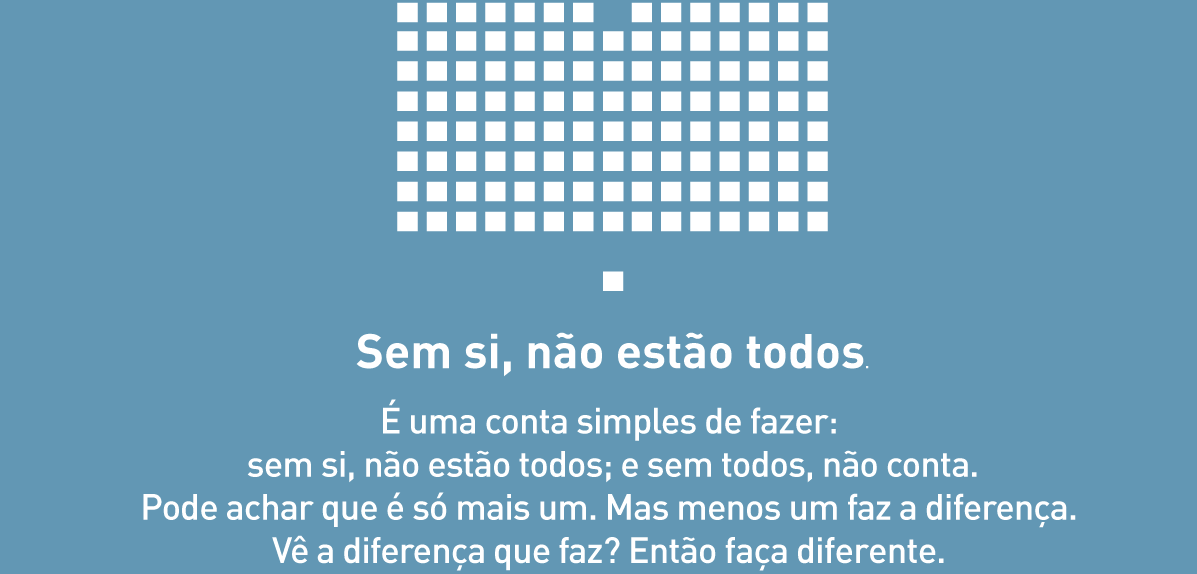 Sem si, não estão todos.
É uma conta simples de fazer:
sem si, não estão todos; e sem todos, não conta.
Pode achar que é só mais um. Mas menos um faz a diferença.
Vê a diferença que faz? Então faça diferente.